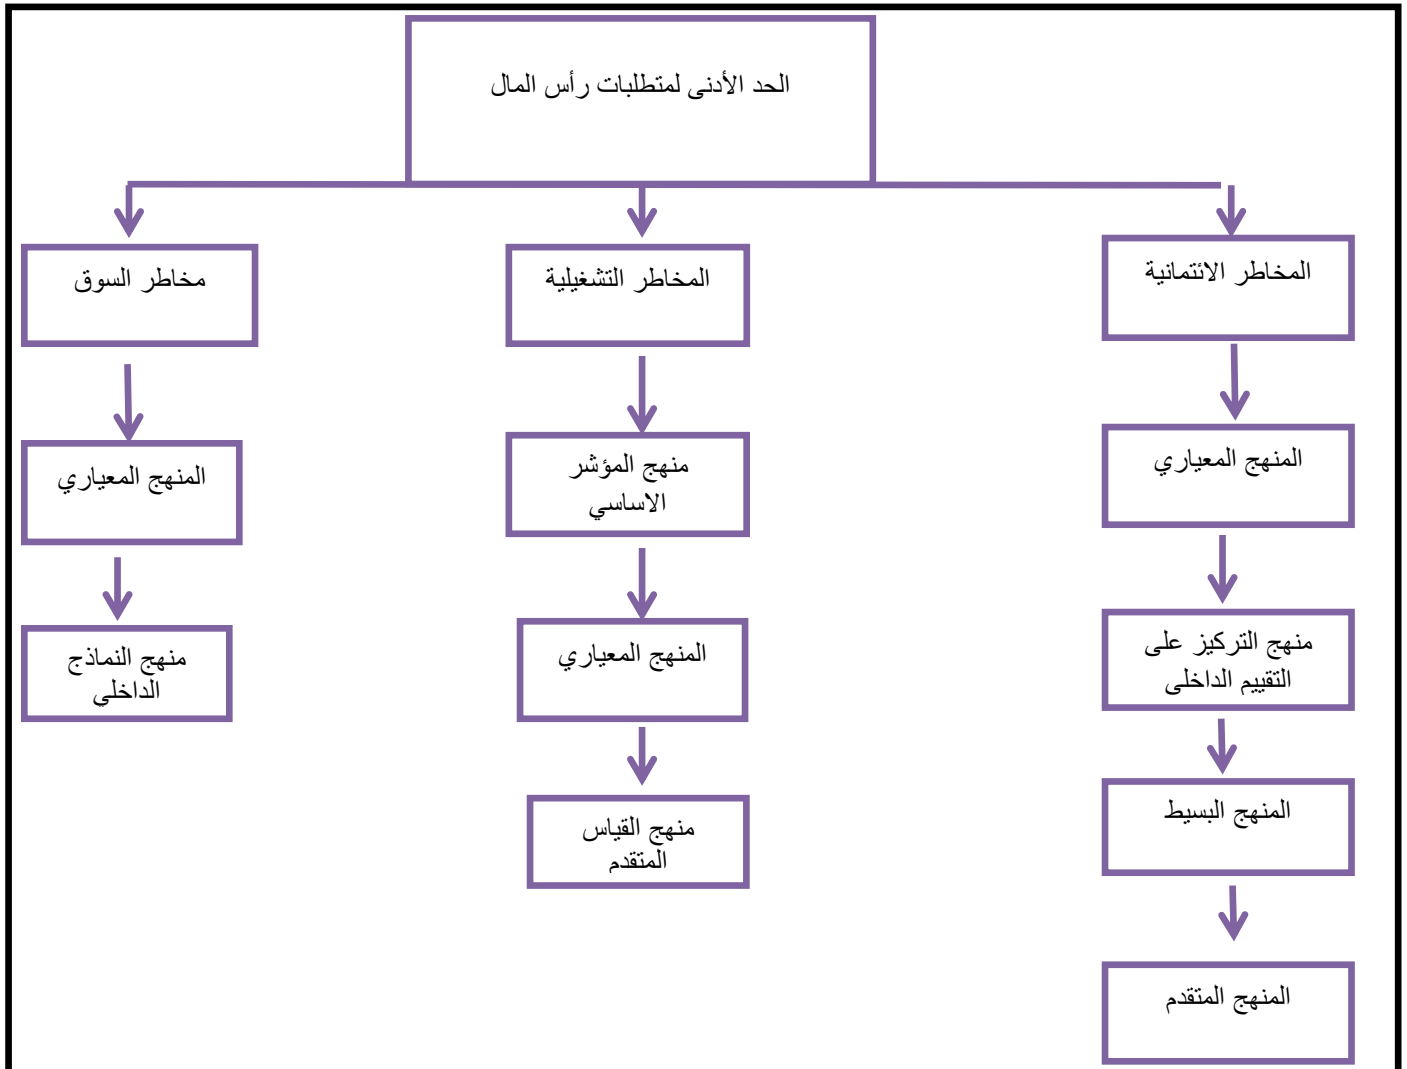 الحد الأدنى لمتطلبات رأس المال
المخاطر الائتمانية
المخاطر التشغيلية
مخاطر السوق
المنهج المعياري
منهج المؤشر
الاساسي
المنهج المعياري
منهج التركيز على
التقييم الداخلى
المنهج المعياري
منهج النماذج
الداخلي
المنهج البسيط
منهج القياس
المتقدم
المنهج المتقدم